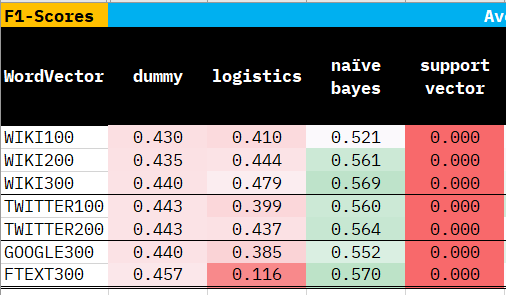 F1-Scores
WordVector dummy logistics naïve bayes support vector
WIKI100 0.430 0.410 0.521 0.000
WIKI200 0.435 0.444 0.561 0.000
WIKI300 0.440 0.479 0.569 0.000
TWITTER100 0.443 0.399 0.560 0.000
TWITTER200 0.443 0.437 0.564 0.000
GOOGLE300 0.440 0.385 0.552 0.000
FTEXT300 0.457 0.116 0.570 0.000